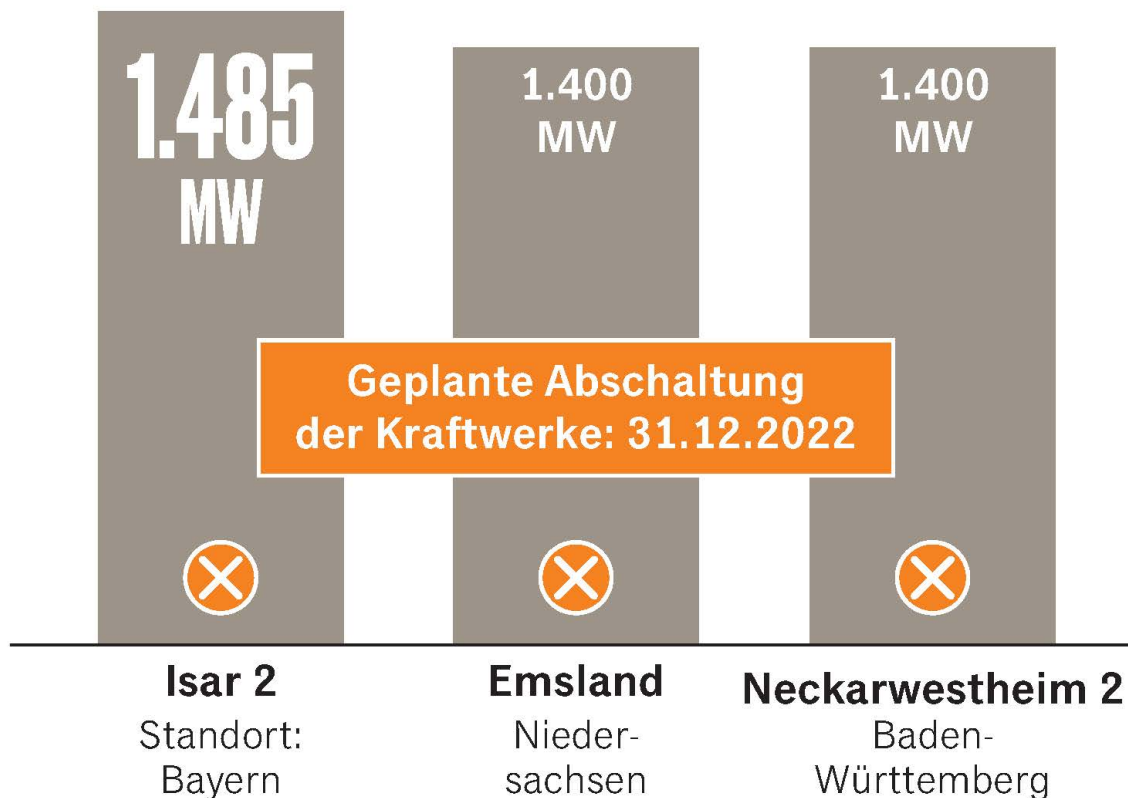 1.485
MW
1.400
MW
1.400
MW
Geplante Abschaltung
der Kraftwerke: 31.12.2022
Isar 2
Standort:
Bayern
Emsland
Nieder-
sachsen
Neckarwestheim 2
Baden-
Württemberg